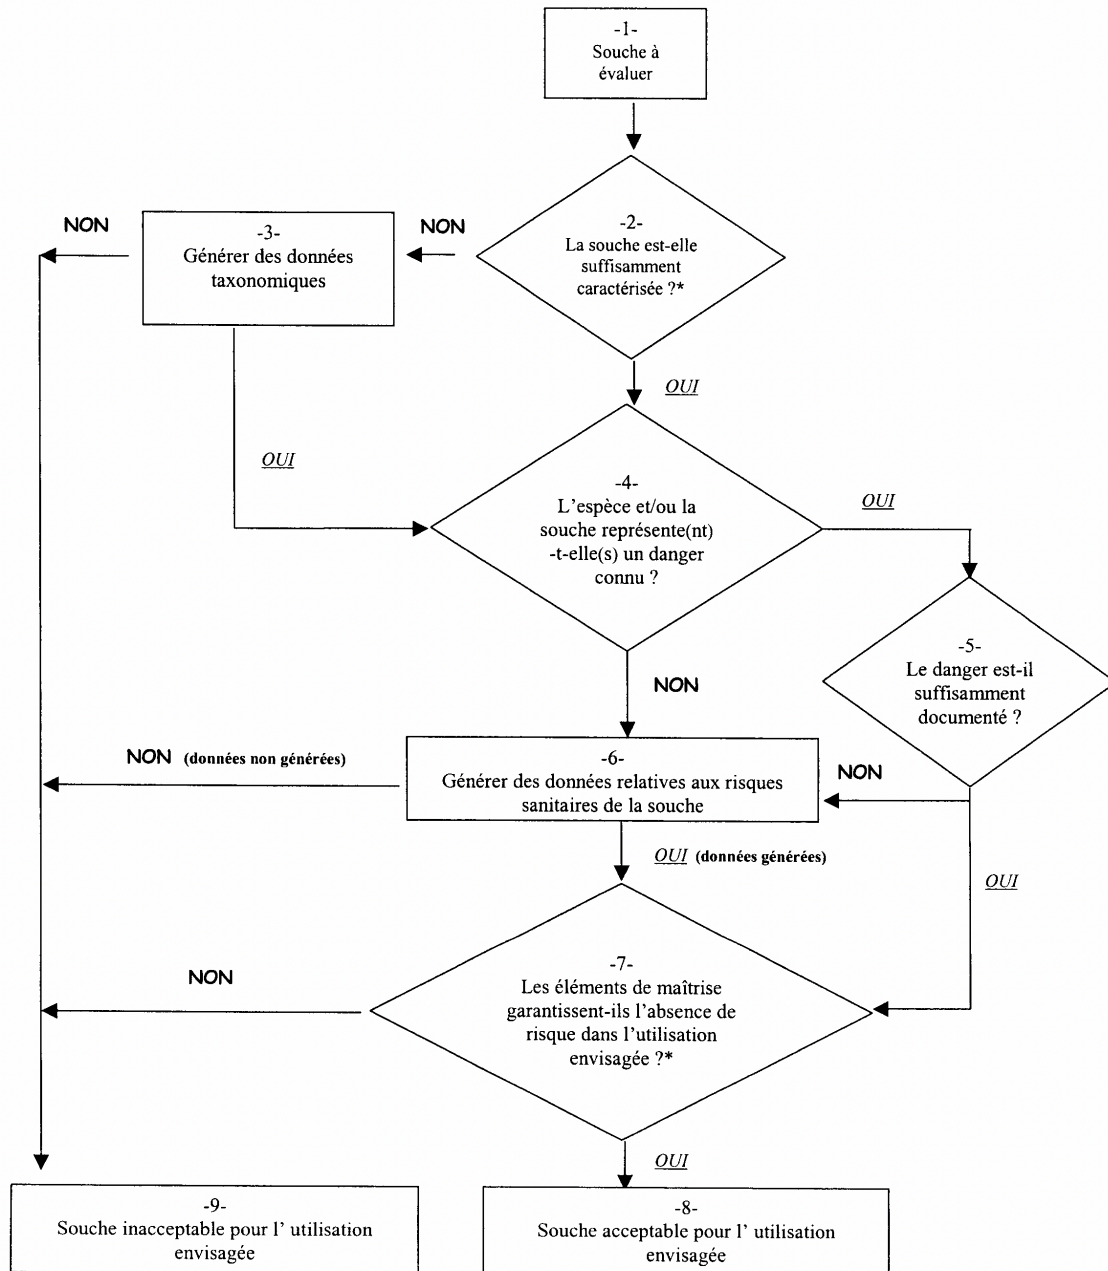 -1-
Souche à
évaluer
-2-
La souche est-elle
suffisamment
caractérisée ?*
NON
-3-
Générer des données
taxonomiques
NON
OUI
OUI
-4-
L'espèce et/ou la
souche représente(nt)
-t-elle(s) un danger
connu ?
OUI
-5-
Le danger est-il
suffisamment
documenté ?
NON
NON
NON (données non générées)
-6-
Générer des données relatives aux risques
sanitaires de la souche
OUI (données générées)
OUI
-7-
Les éléments de maîtrise
garantissent-ils l'absence de
risque dans l'utilisation
envisagée ?*
NON
OUI
-9-
Souche inacceptable pour l' utilisation
envisagée
-8-
Souche acceptable pour l' utilisation
envisagée